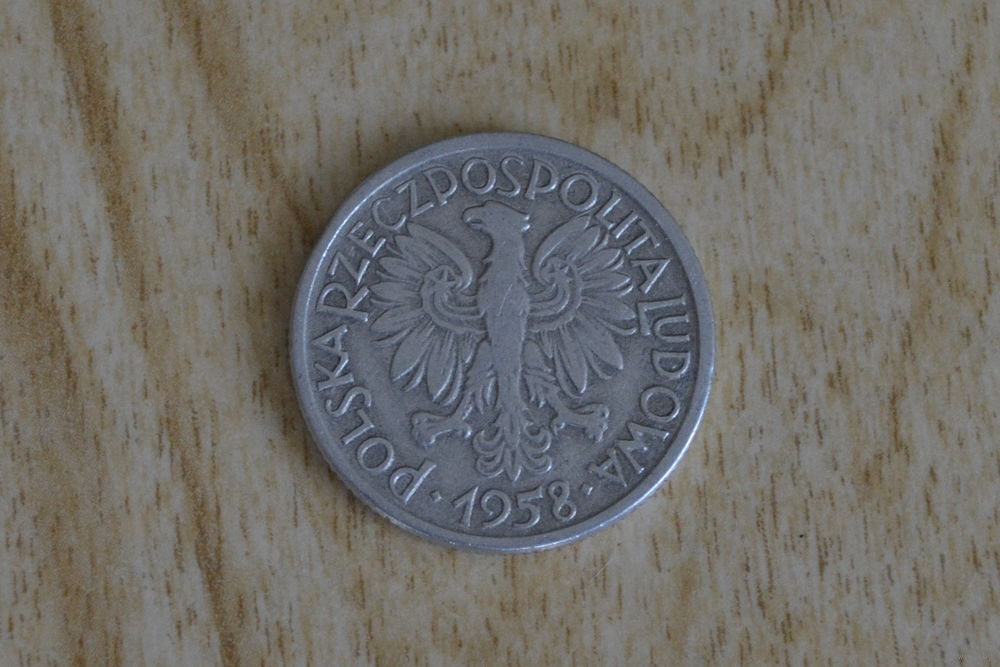 POLSKA RZECZPOSPOLITA LUDOWA
· 1958 ·